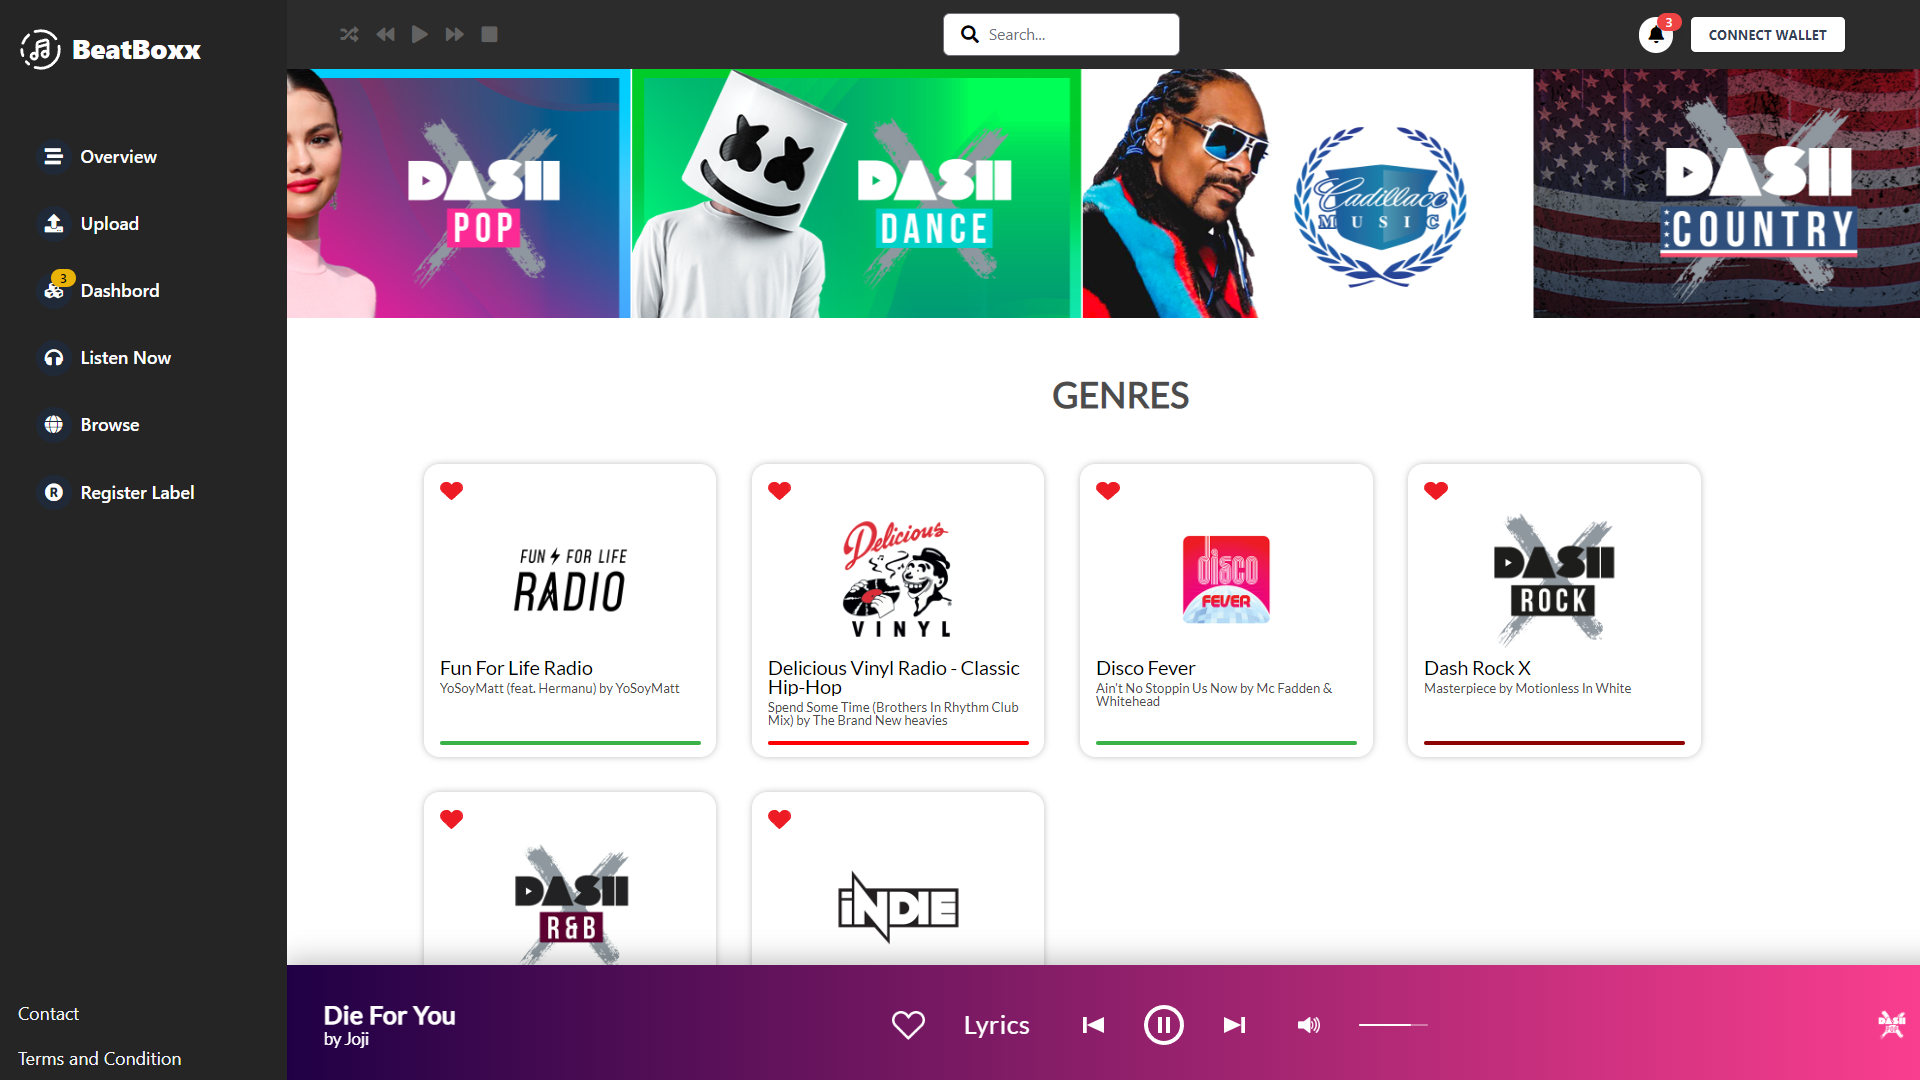 BeatBoxx
Search...
3
CONNECT WALLET
Overview
Upload
3
Dashbord
Listen Now
Browse
R
Register Label
Contact
Terms and Condition
DASH
POP
DASH
DANCE
Cadillacc
MUSIC
DASH
COUNTRY
GENRES
FUN FOR LIFE
RADIO
Fun For Life Radio
YoSoyMatt (feat. Hermanu) by YoSoyMatt
Delicious
VINYL
Delicious Vinyl Radio - Classic
Hip-Hop
Spend Some Time (Brothers In Rhythm Club
Mix) by The Brand New heavies
disco
FEVER
Disco Fever
Ain't No Stoppin Us Now by Mc Fadden &
Whitehead
DASH
ROCK
Dash Rock X
Masterpiece by Motionless In White
DASH
R&B
iNDIE
Die For You
by Joji
Lyrics
DASH
POP